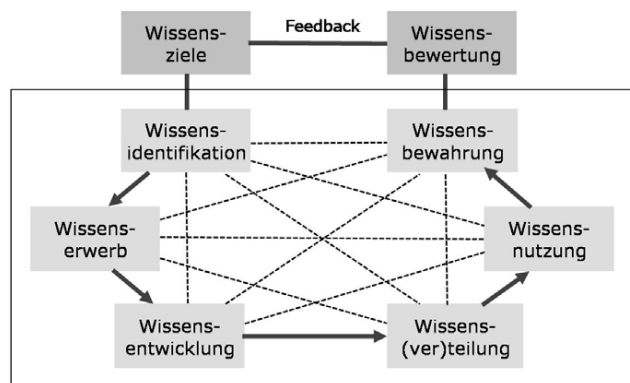 Wissens-
ziele
Feedback
Wissens-
bewertung
Wissens-
identifikation
Wissens-
bewahrung
Wissens-
erwerb
Wissens-
nutzung
Wissens-
entwicklung
Wissens-
(ver)teilung